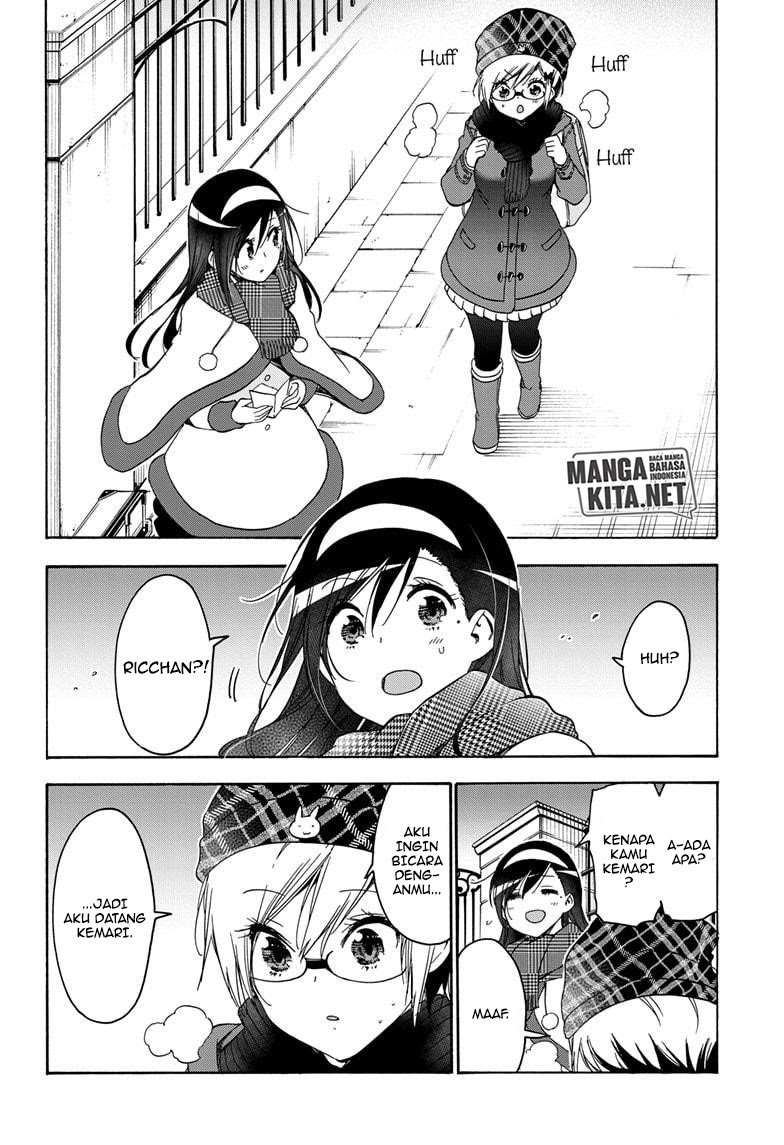 Huff
Huff
Huff
MANGA
KITA.NET
BACA MANGA
BAHASA
INDONESIA
HUH?
RICCHAN?!
A-ADA
APA?
KENAPA
KAMU
KEMARI
?
MAAF.
AKU
INGIN
BICARA
DENG-
ANMU...
...JADI
AKU DATANG
KEMARI.